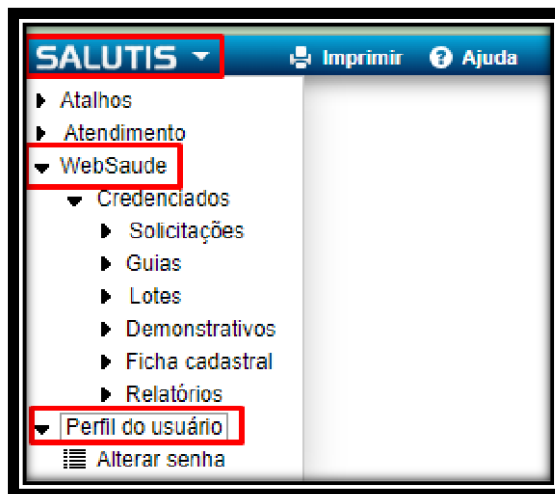 SALUTIS Imprimir Ajuda
Atalhos
Atendimento
WebSaude
Credenciados
Solicitações
Guias
Lotes
Demonstrativos
Ficha cadastral
Relatórios
Perfil do usuário
Alterar senha